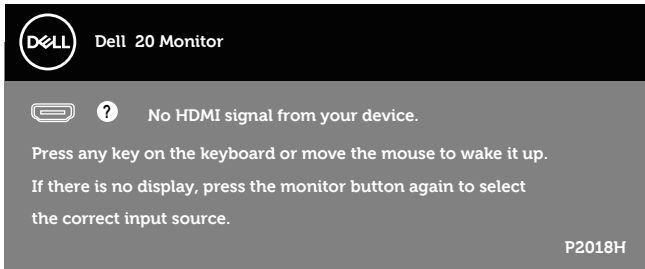 DELL
Dell 20 Monitor
? No HDMI signal from your device.
Press any key on the keyboard or move the mouse to wake it up.
If there is no display, press the monitor button again to select
the correct input source.
P2018H